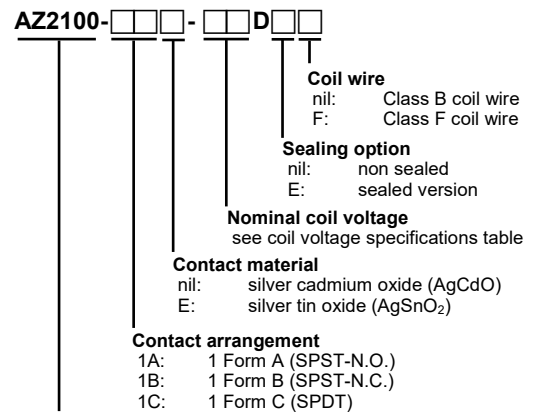 AZ2100-□□□-□□D□□
Coil wire
nil: Class B coil wire
F: Class F coil wire
Sealing option
nil: non sealed
E: sealed version
Nominal coil voltage
see coil voltage specifications table
Contact material
nil: silver cadmium oxide (AgCdO)
E: silver tin oxide (AgSnO₂)
Contact arrangement
1A: 1 Form A (SPST-N.O.)
1B: 1 Form B (SPST-N.C.)
1C: 1 Form C (SPDT)